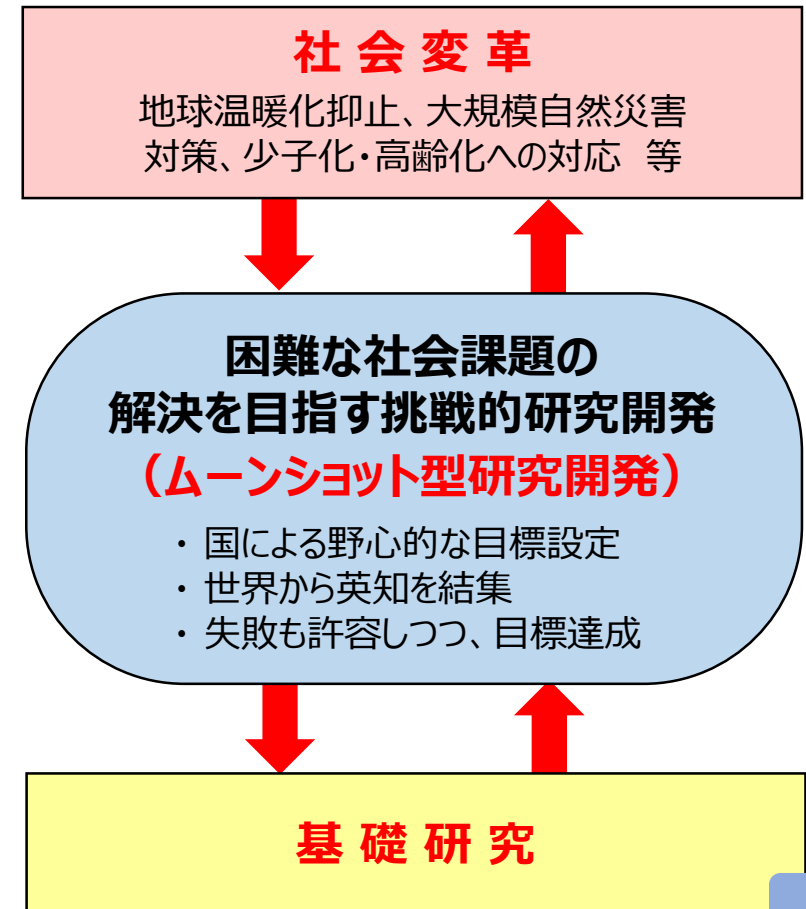 社会変革
地球温暖化抑止、大規模自然災害
対策、少子化・高齢化への対応　等
困難な社会課題の
解決を目指す挑戦的研究開発
（ムーンショット型研究開発）
・ 国による野心的な目標設定
・ 世界から英知を結集
・ 失敗も許容しつつ、目標達成
基礎研究